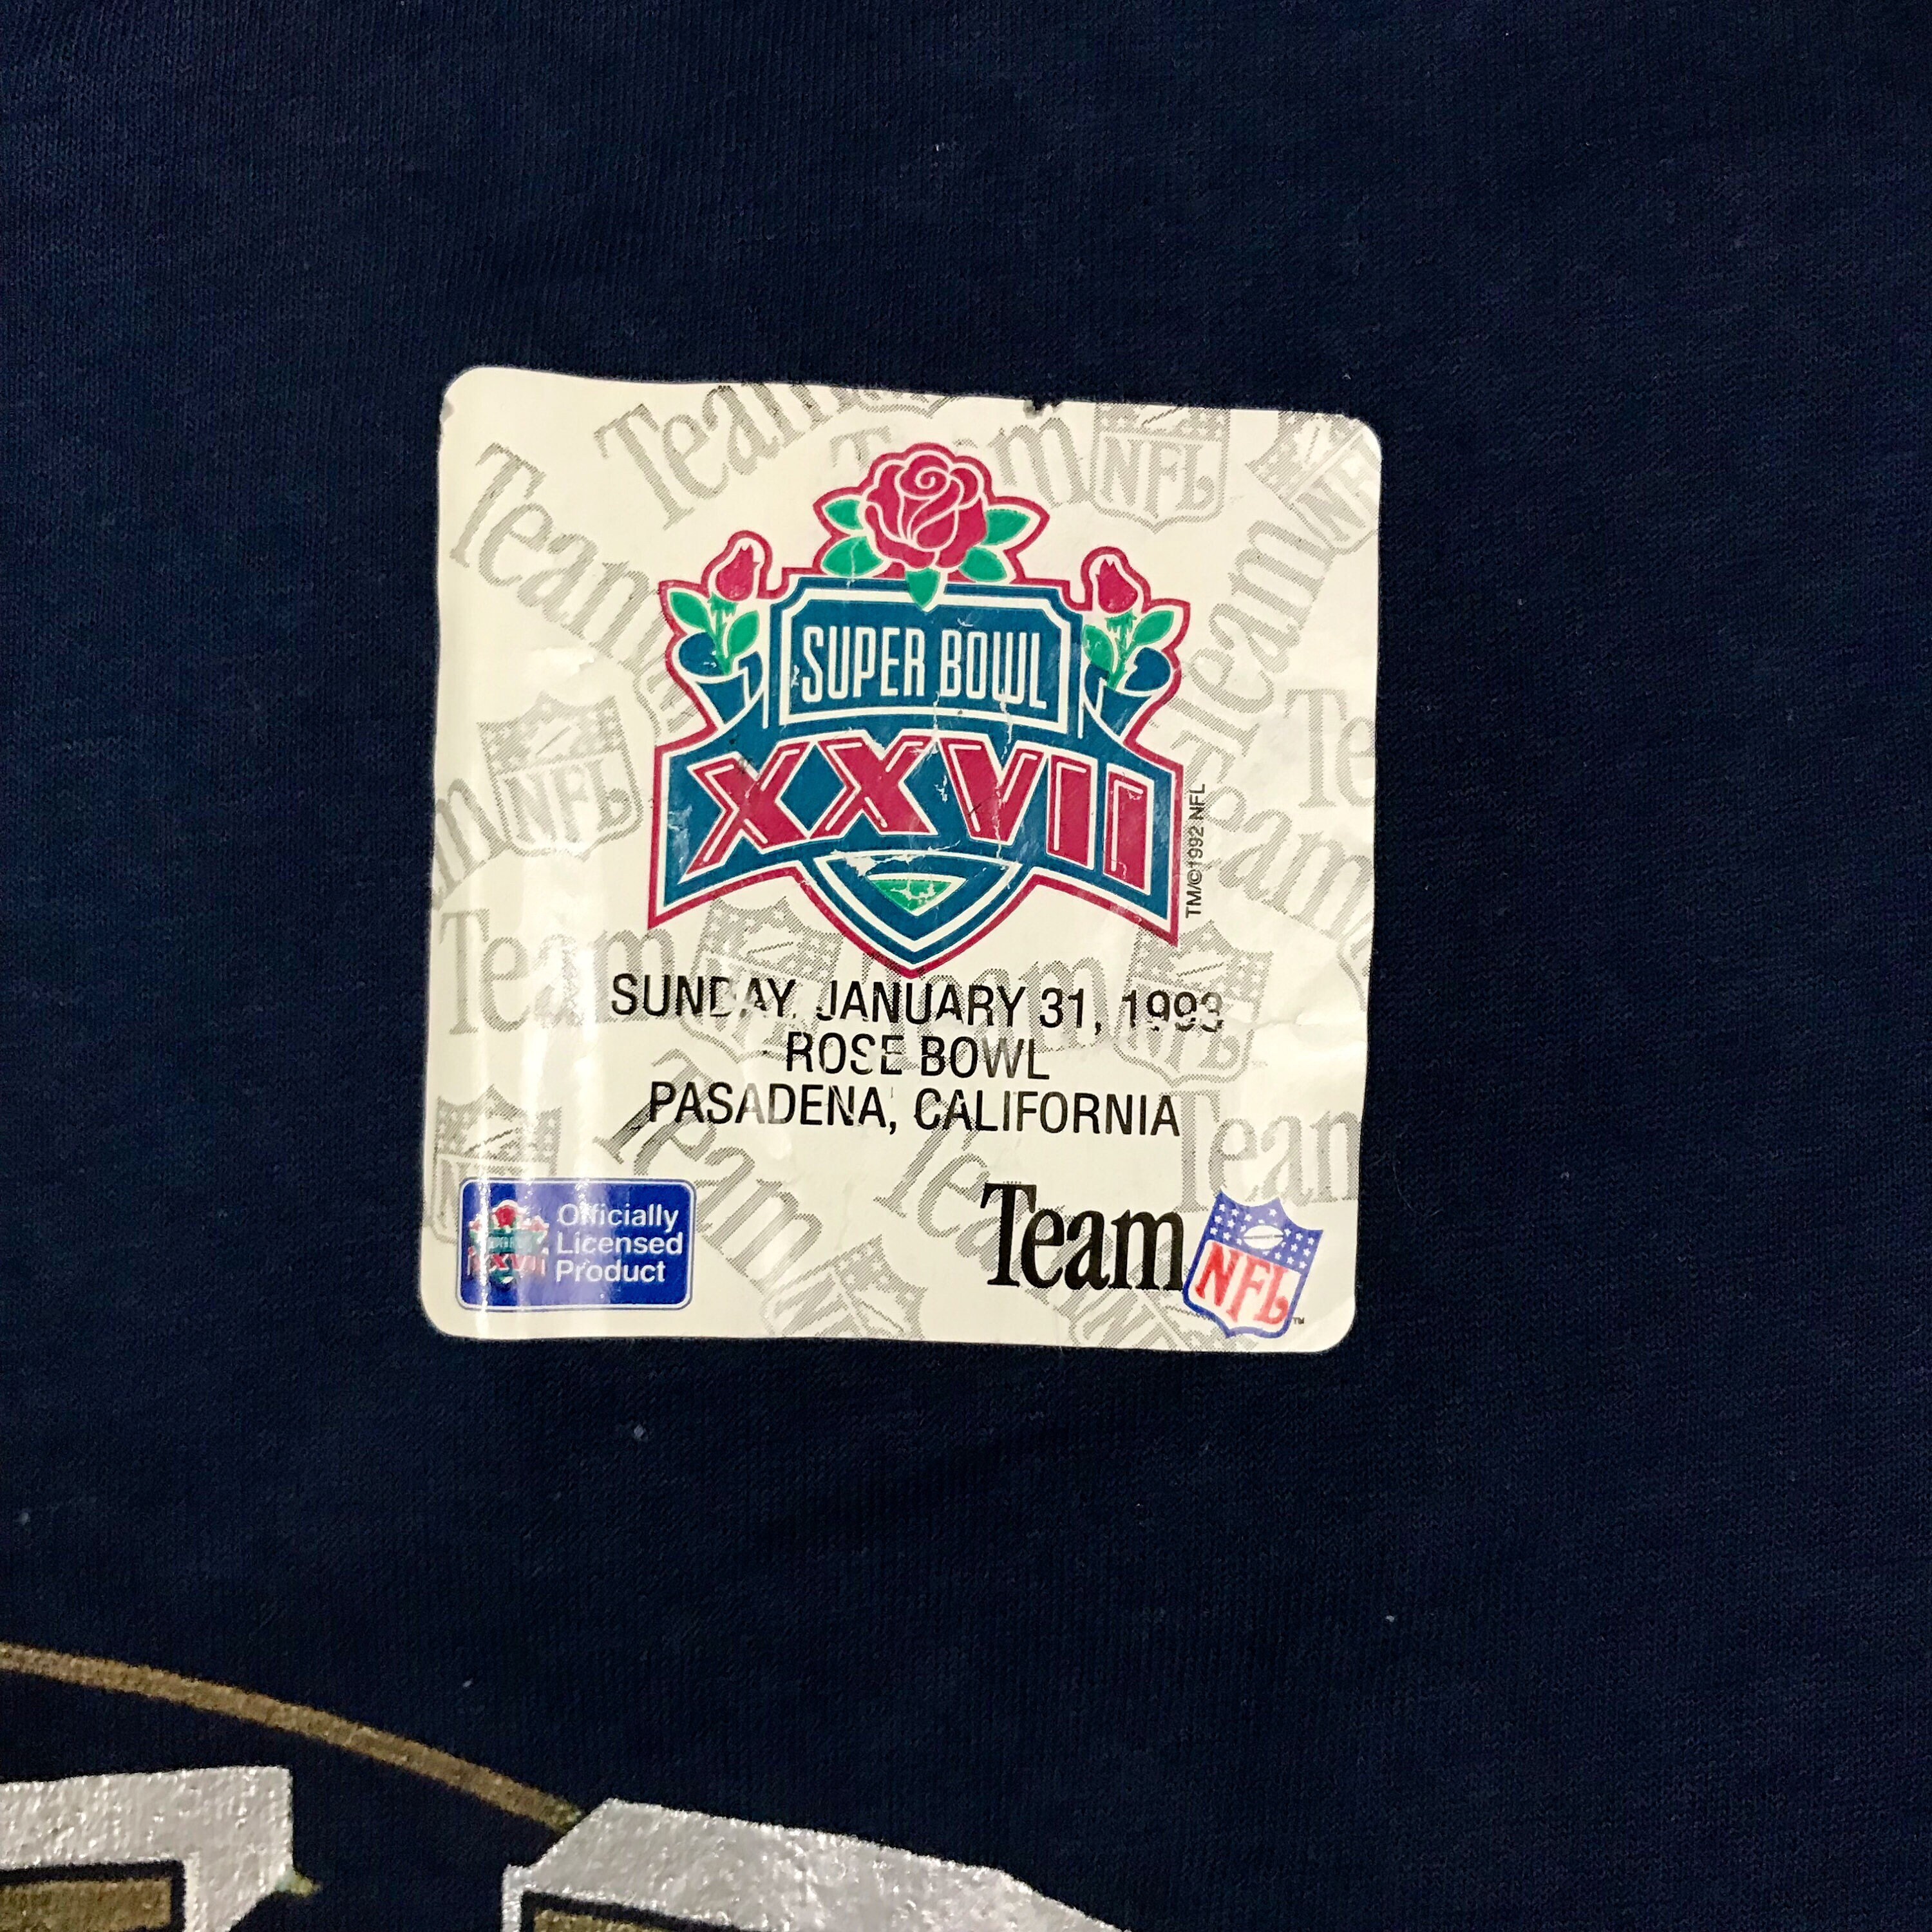 SUPER BOWL
XXVII
TM/©1992 NFL
SUNDAY, JANUARY 31, 1993
ROSE BOWL
PASADENA, CALIFORNIA
Officially
Licensed
Product
Team NFL